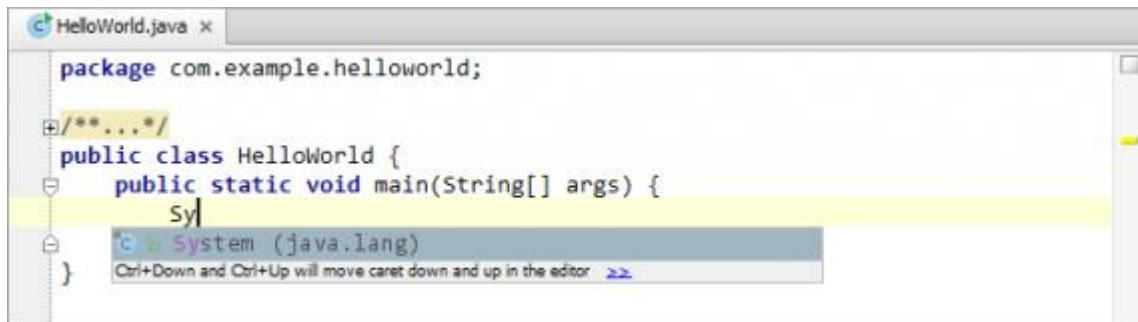 HelloWorld.java ×
package com.example.helloworld;
/**...*/
public class HelloWorld {
public static void main(String[] args) {
Sy
System (java.lang)
}
Ctrl+Down and Ctrl+Up will move caret down and up in the editor >>